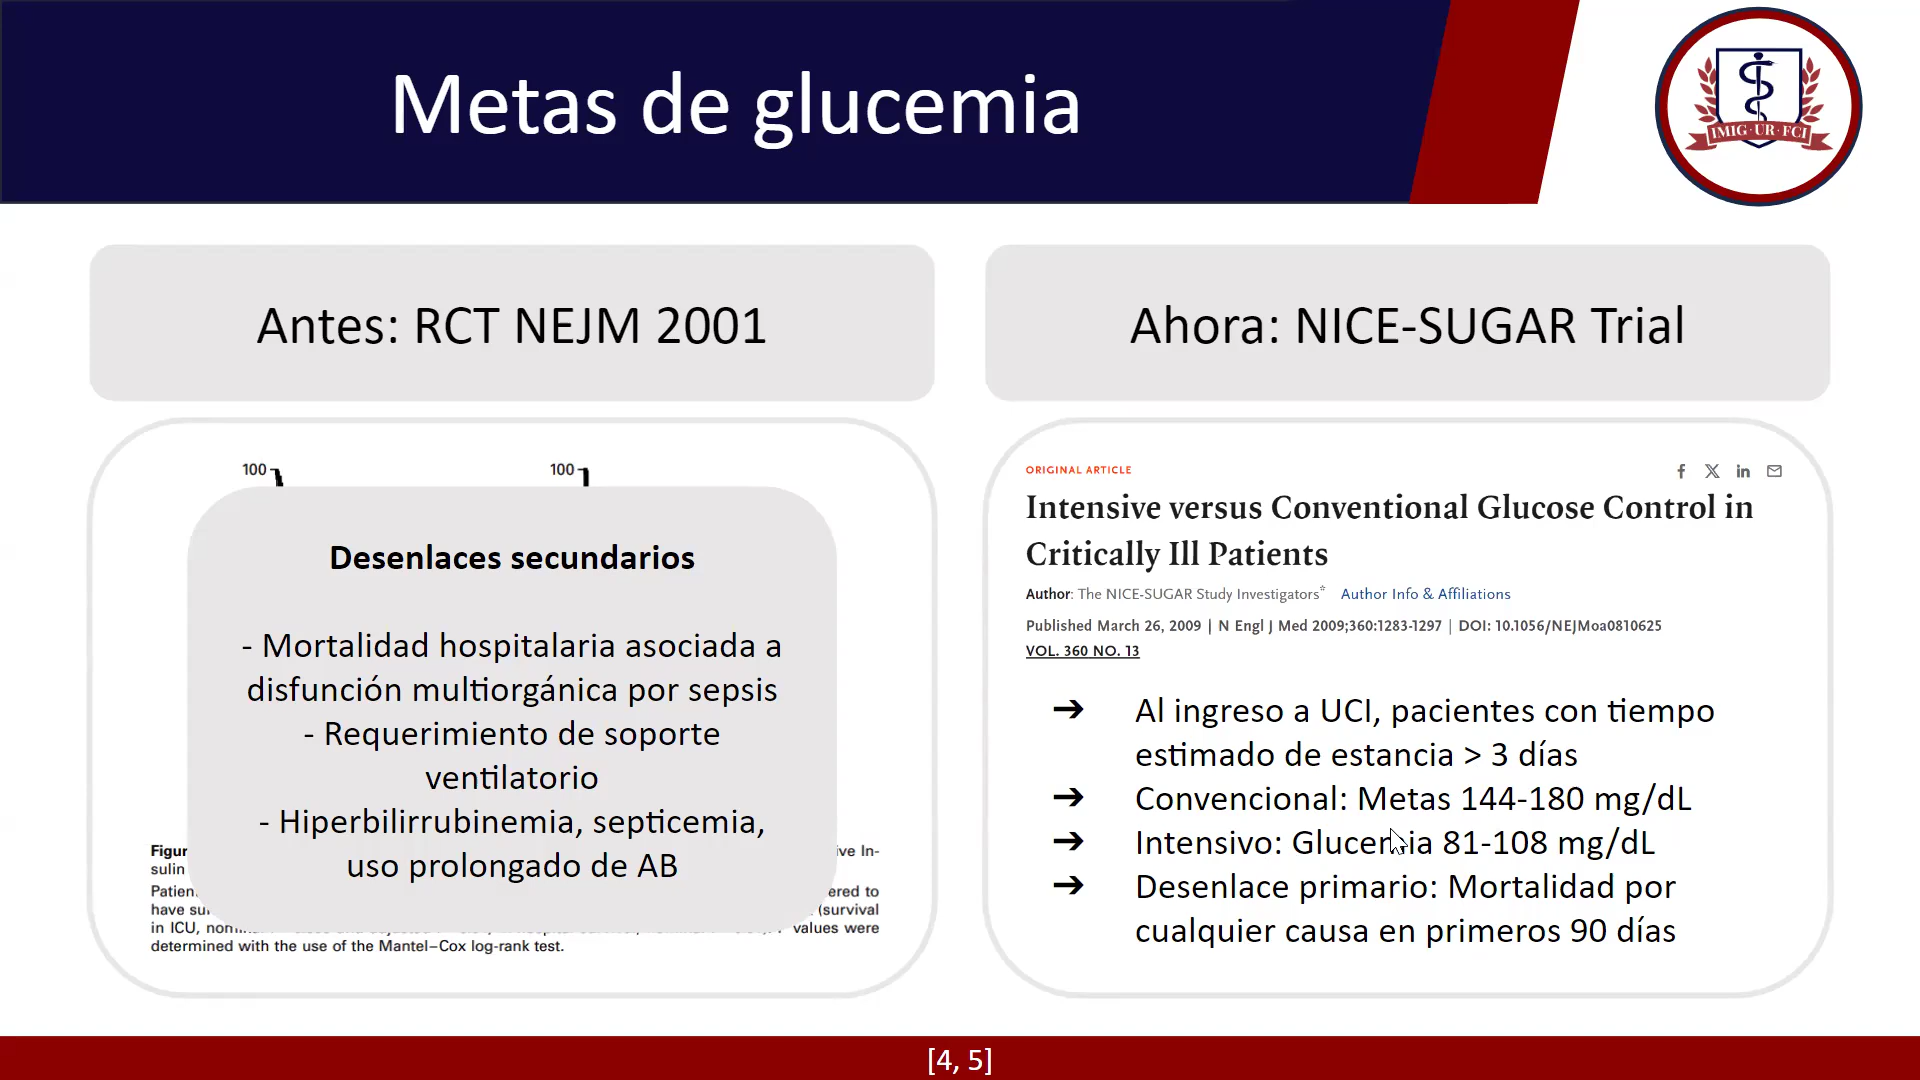 Metas de glucemia
IMIG·UR·FCI
Antes: RCT NEJM 2001
Ahora: NICE-SUGAR Trial
100
100
Desenlaces secundarios
- Mortalidad hospitalaria asociada a
disfunción multiorgánica por sepsis
- Requerimiento de soporte
ventilatorio
- Hiperbilirrubinemia, septicemia,
uso prolongado de AB
ive In-
sulin
ered to
have
(survival
in ICU,
values were
determined with the use of the Mantel–Cox log-rank test.
ORIGINAL ARTICLE
Intensive versus Conventional Glucose Control in
Critically Ill Patients
Author: The NICE-SUGAR Study Investigators* Author Info & Affiliations
Published March 26, 2009 | N Engl J Med 2009;360:1283-1297 | DOI: 10.1056/NEJMoa0810625
VOL. 360 NO. 13
➔ Al ingreso a UCI, pacientes con tiempo
estimado de estancia > 3 días
➔ Convencional: Metas 144-180 mg/dL
➔ Intensivo: Glucemia 81-108 mg/dL
➔ Desenlace primario: Mortalidad por
cualquier causa en primeros 90 días
[4, 5]